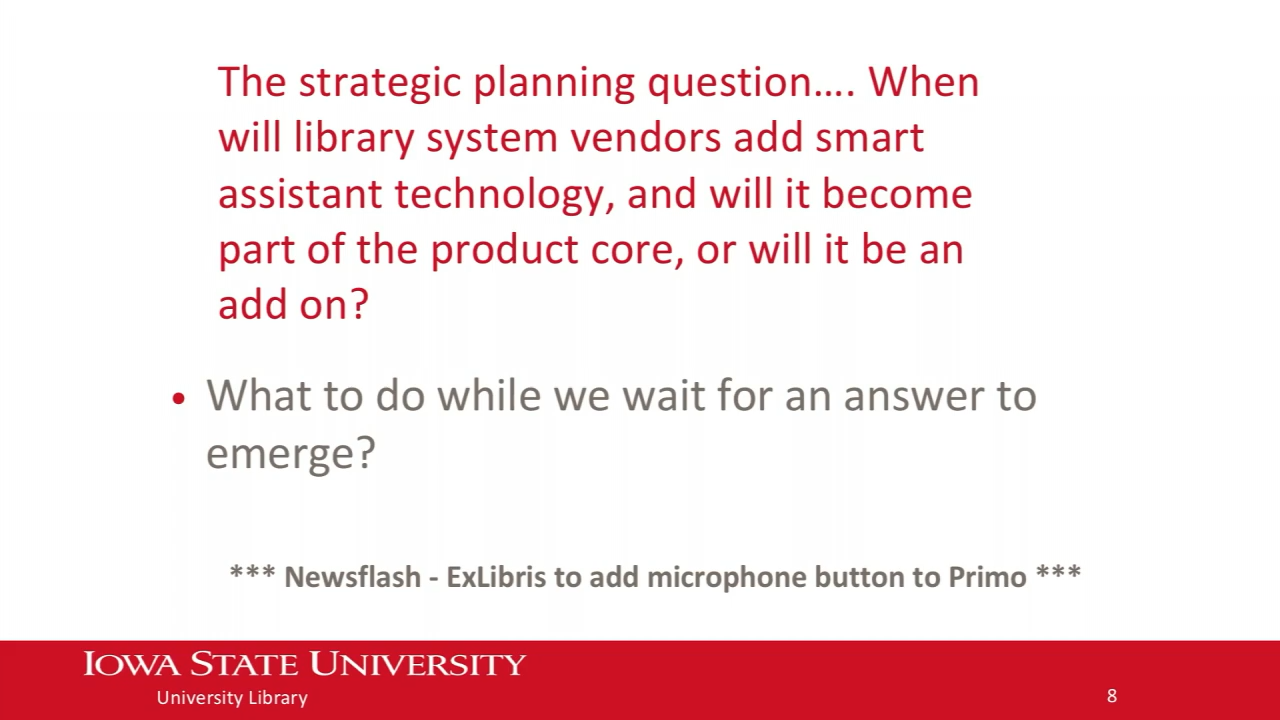 The strategic planning question…. When
will library system vendors add smart
assistant technology, and will it become
part of the product core, or will it be an
add on?
• What to do while we wait for an answer to
emerge?
*** Newsflash - ExLibris to add microphone button to Primo ***
IOWA STATE UNIVERSITY
University Library
8